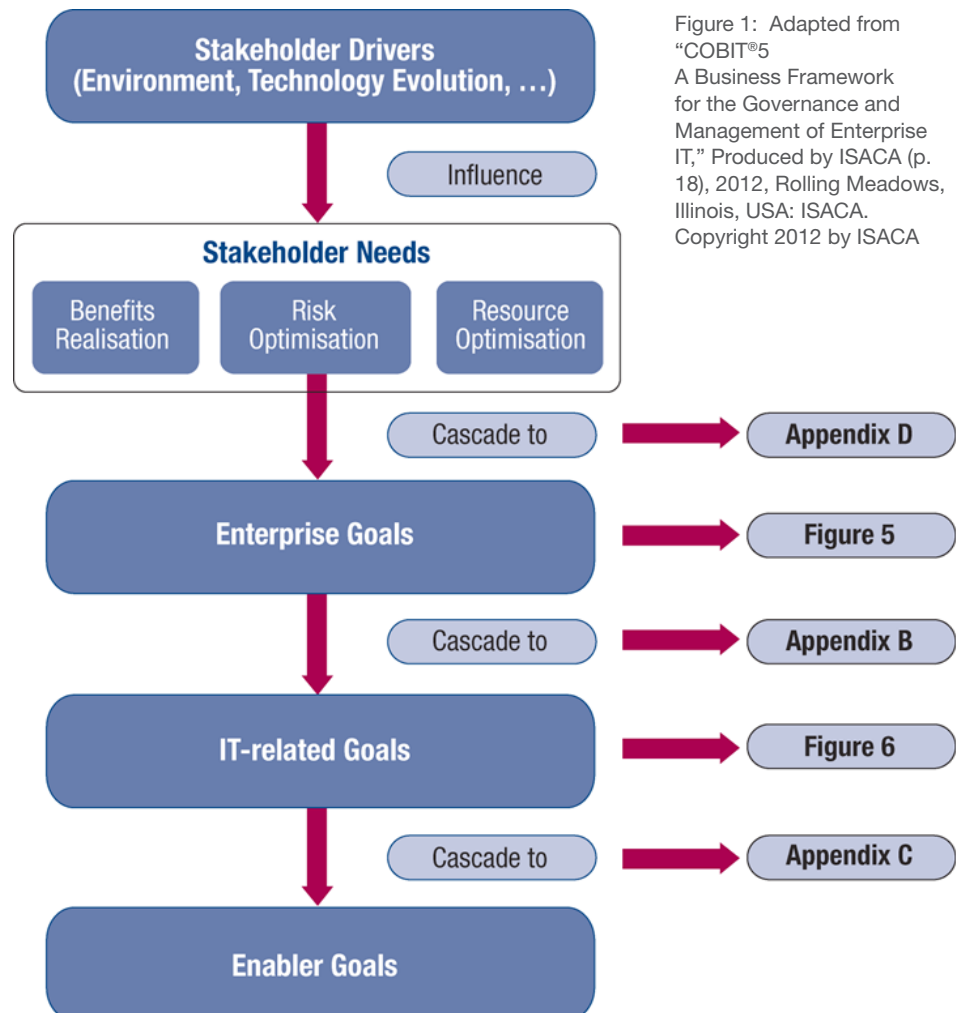 Stakeholder Drivers
(Environment, Technology Evolution, …)
Figure 1:  Adapted from
“COBIT®5
A Business Framework
for the Governance and
Management of Enterprise
IT,” Produced by ISACA (p.
18), 2012, Rolling Meadows,
Illinois, USA: ISACA.
Copyright 2012 by ISACA
Influence
Stakeholder Needs
Benefits
Realisation
Risk
Optimisation
Resource
Optimisation
Cascade to
Appendix D
Enterprise Goals
Figure 5
Cascade to
Appendix B
IT-related Goals
Figure 6
Cascade to
Appendix C
Enabler Goals